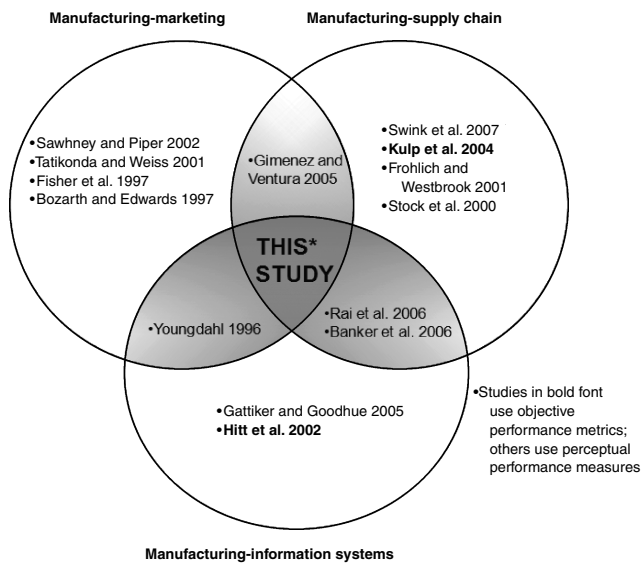 Manufacturing-marketing
Manufacturing-supply chain
•Sawhney and Piper 2002
•Tatikonda and Weiss 2001
•Fisher et al. 1997
•Bozarth and Edwards 1997
•Gimenez and
Ventura 2005
•Swink et al. 2007
•Kulp et al. 2004
•Frohlich and
Westbrook 2001
•Stock et al. 2000
THIS*
STUDY
•Youngdahl 1996
•Rai et al. 2006
•Banker et al. 2006
•Gattiker and Goodhue 2005
•Hitt et al. 2002
•Studies in bold font
use objective
performance metrics;
others use perceptual
performance measures
Manufacturing-information systems